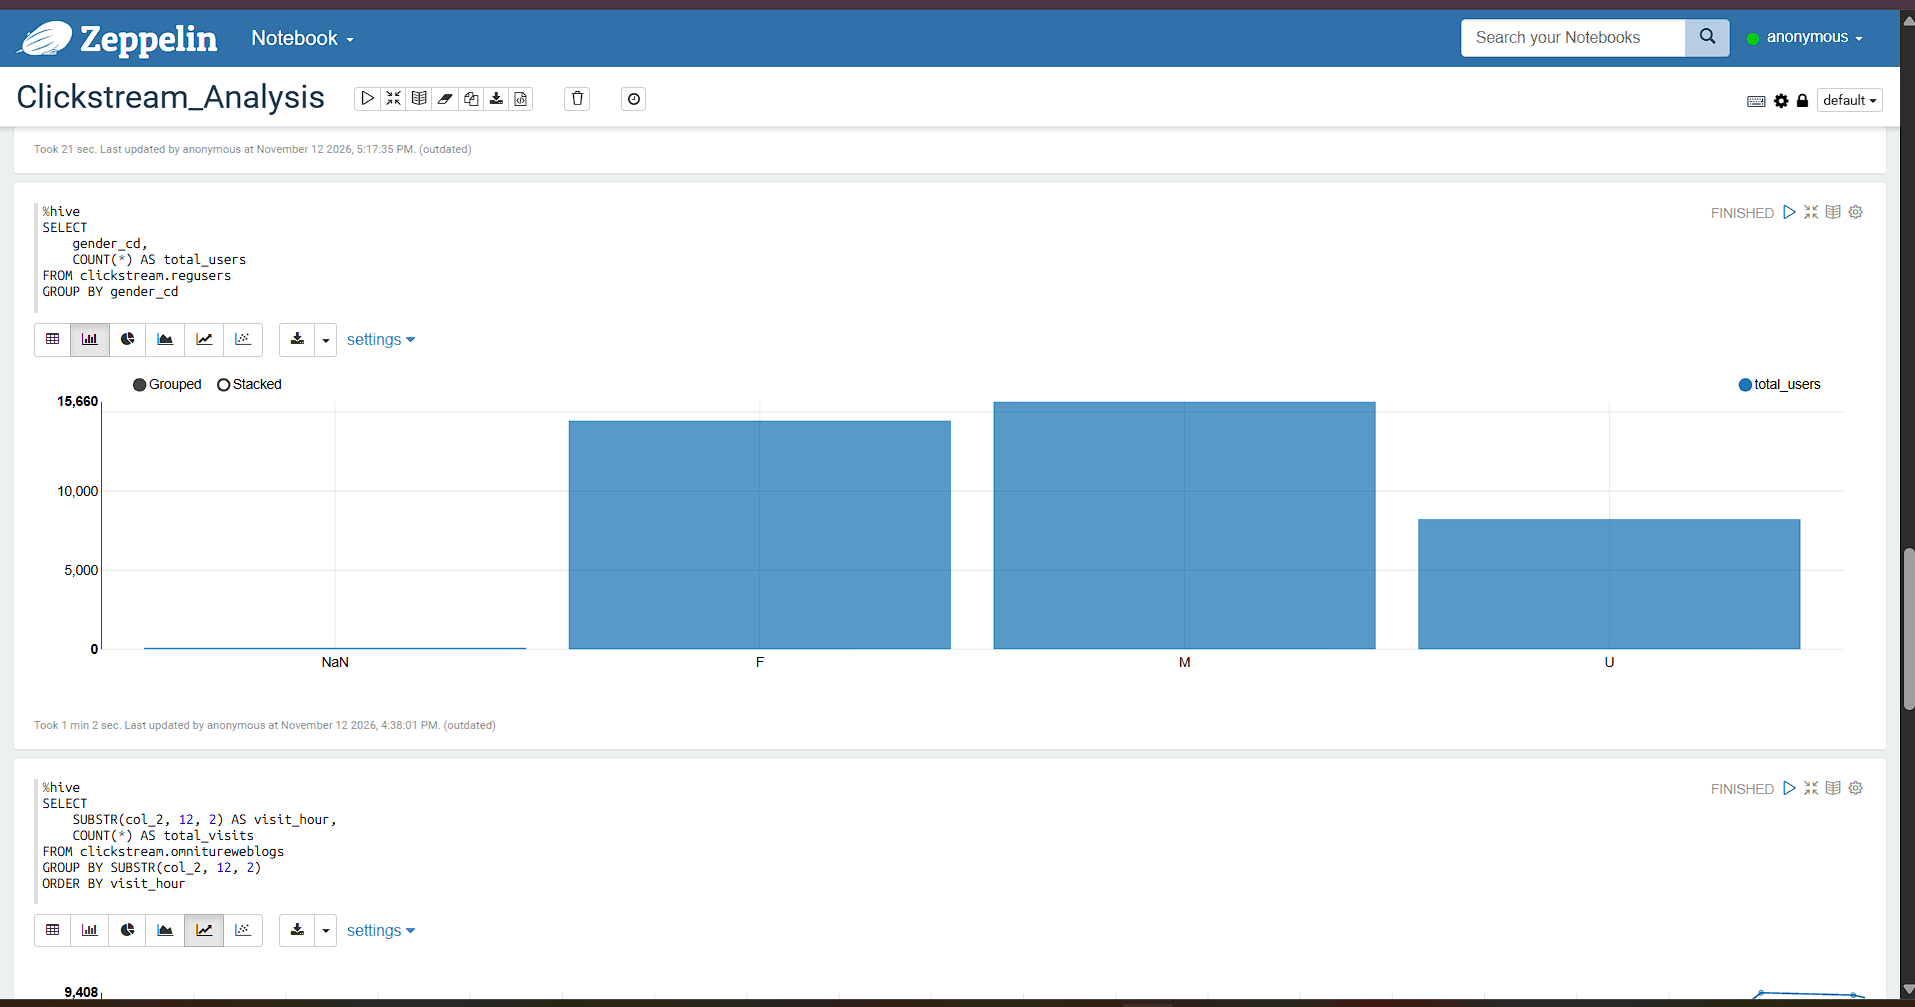 Zeppelin Notebook Search your Notebooks anonymous
Clickstream_Analysis default
Took 21 sec. Last updated by anonymous at November 12 2026, 5:17:35 PM. (outdated)
%hive
FINISHED
SELECT
gender_cd,
COUNT(*) AS total_users
FROM clickstream.regusers
GROUP BY gender_cd
settings
Grouped Stacked total_users
15,660
10,000
5,000
0
NaN F M U
Took 1 min 2 sec. Last updated by anonymous at November 12 2026, 4:38:01 PM. (outdated)
%hive
FINISHED
SELECT
SUBSTR(col_2, 12, 2) AS visit_hour,
COUNT(*) AS total_visits
FROM clickstream.omnitureweblogs
GROUP BY SUBSTR(col_2, 12, 2)
ORDER BY visit_hour
settings
9,408